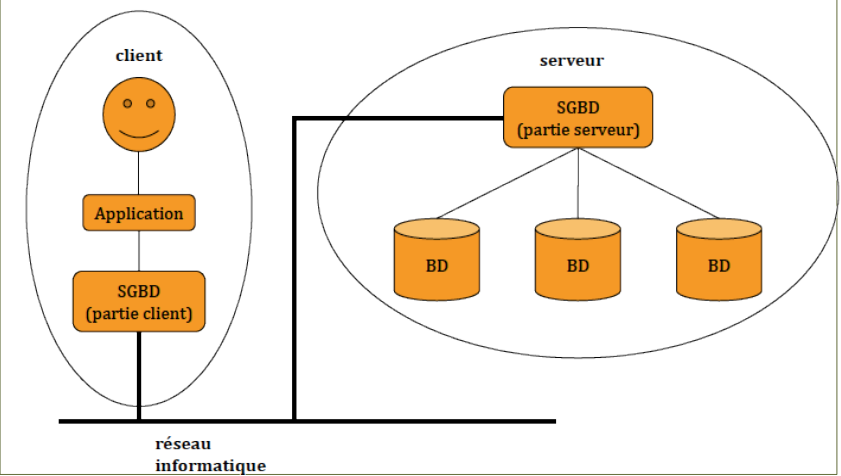 client
serveur
SGBD
(partie serveur)
Application
BD
BD
BD
SGBD
(partie client)
réseau
informatique